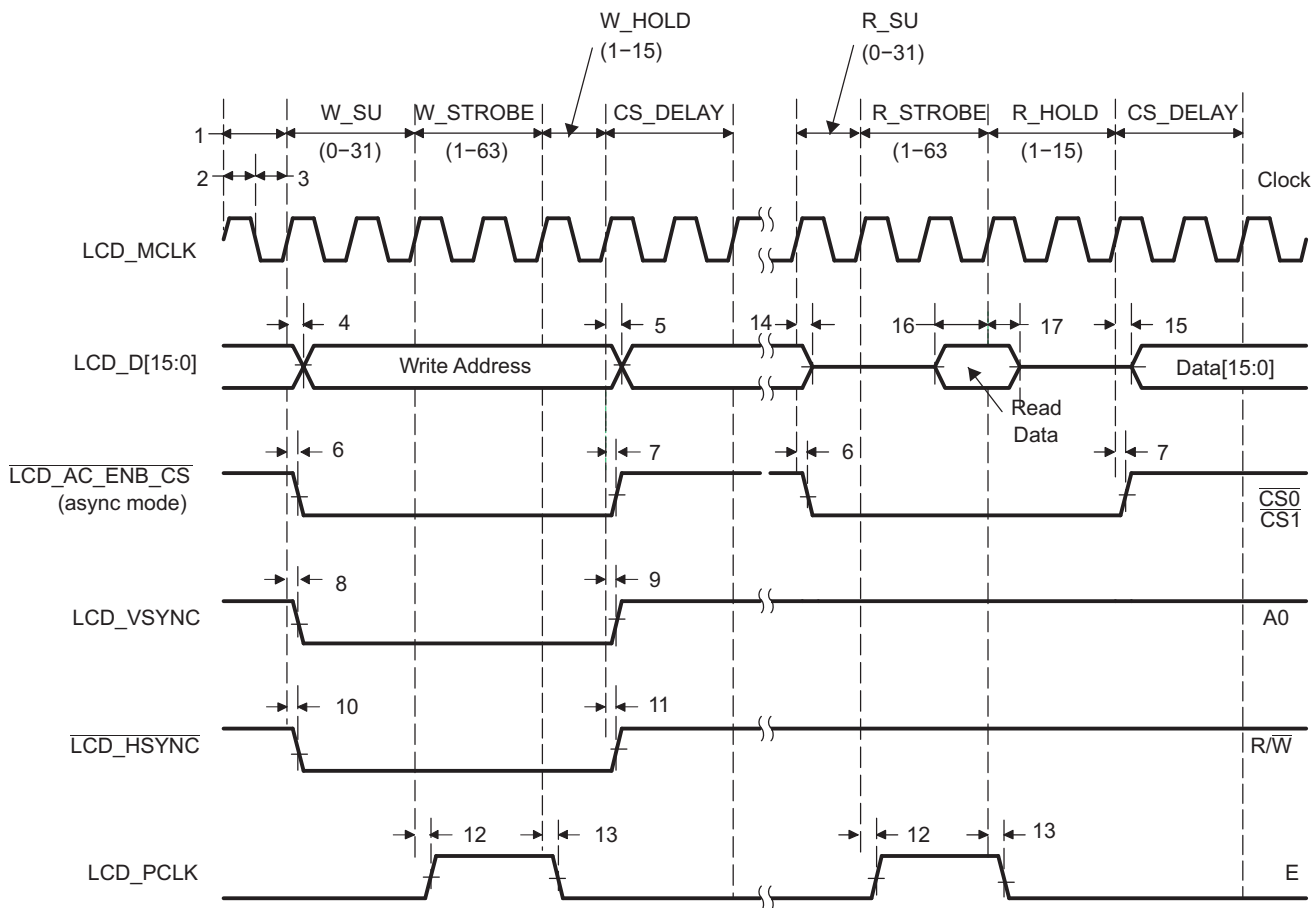 W_HOLD
(1−15)
R_SU
(0−31)
W_SU
W_STROBE
CS_DELAY
R_STROBE
R_HOLD
CS_DELAY
1
(0−31)
(1−63)
(1−63
(1−15)
2
3
Clock
LCD_MCLK
4
5
14
16
17
15
LCD_D[15:0]
Write Address
Data[15:0]
Read
Data
6
7
6
7
LCD_AC_ENB_CS
(async mode)
CS0
CS1
8
9
LCD_VSYNC
A0
10
11
LCD_HSYNC
R/W
12
13
12
13
LCD_PCLK
E